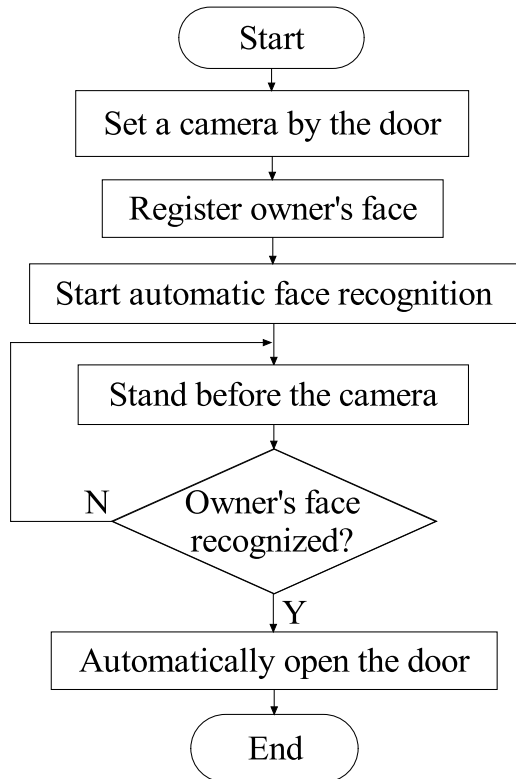 Start
Set a camera by the door
Register owner's face
Start automatic face recognition
Stand before the camera
N
Owner's face
recognized?
Y
Automatically open the door
End